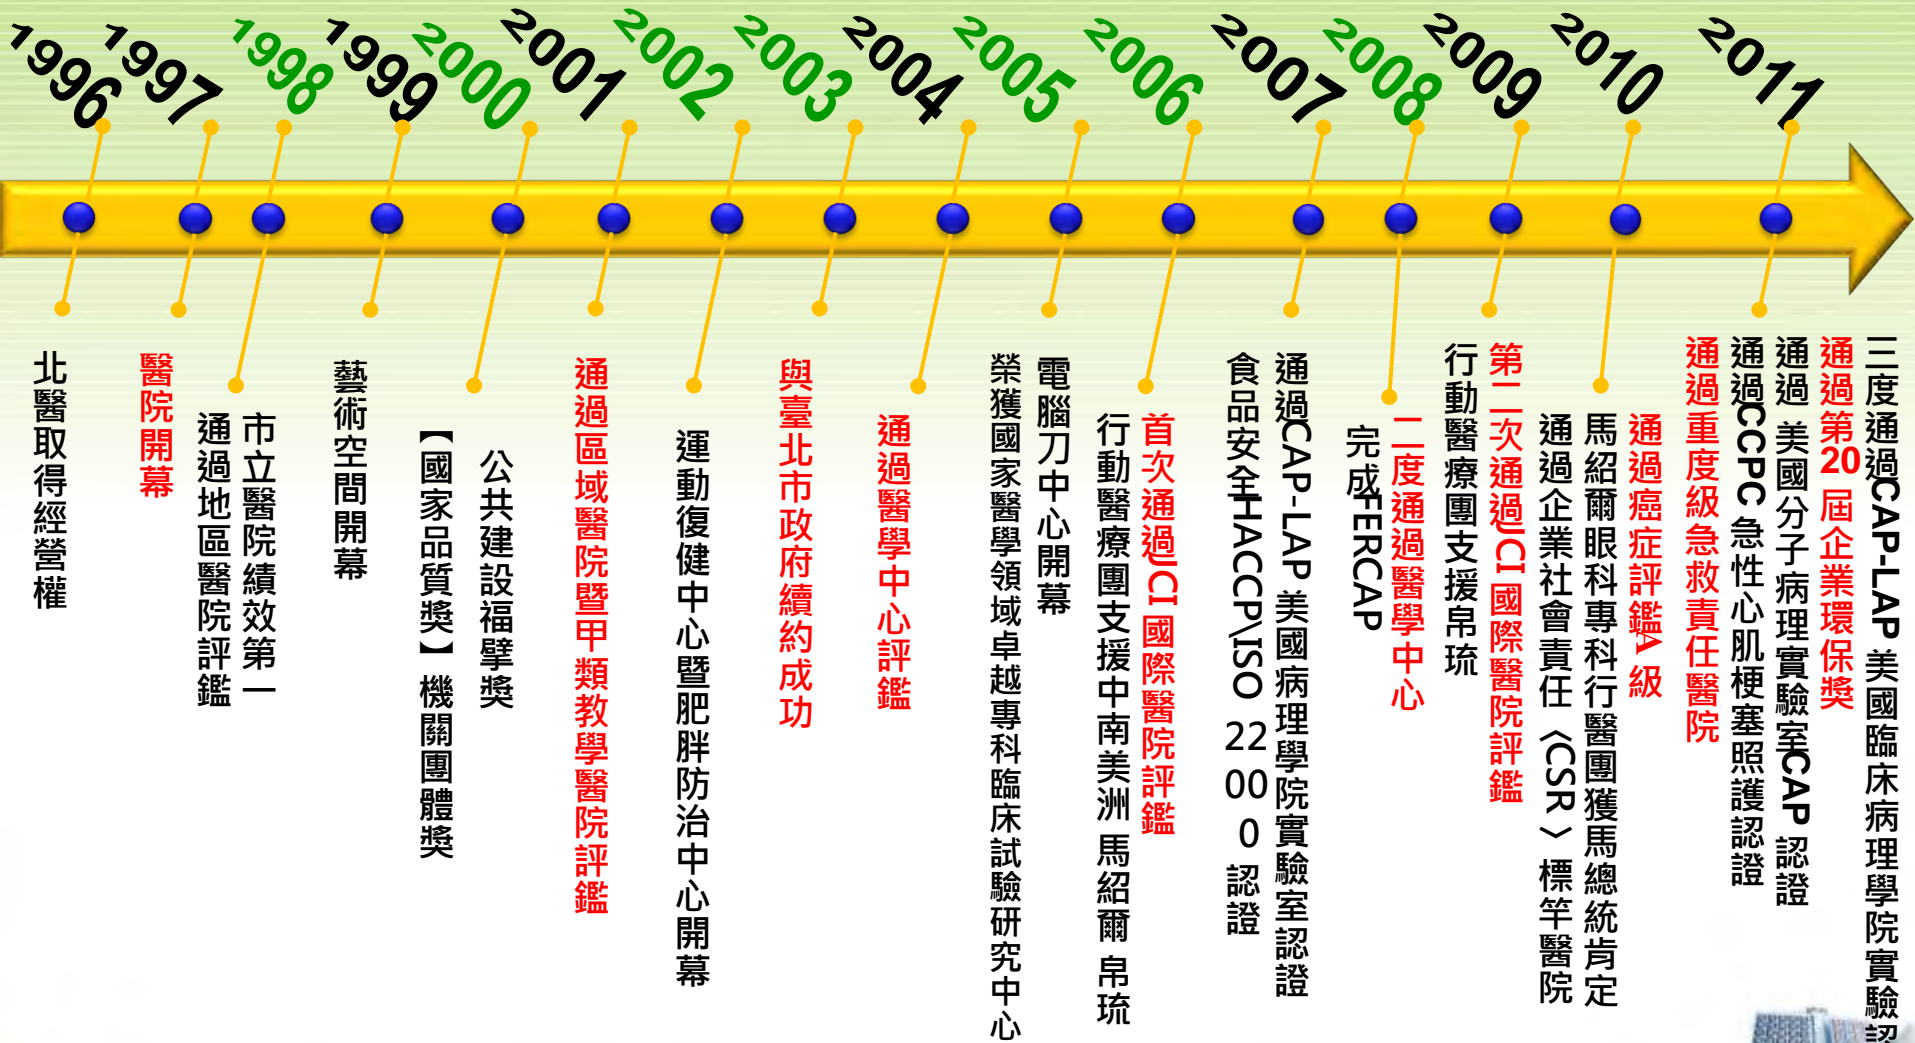 1996
1997
1998
1999
2000
2001
2002
2003
2004
2005
2006
2007
2008
2009
2010
2011
北醫取得經營權
醫院開幕
市立醫院績效第一
通過地區醫院評鑑
藝術空間開幕
公共建設福擘獎
【國家品質獎】機關團體獎
通過區域醫院暨甲類教學醫院評鑑
運動復健中心暨肥胖防治中心開幕
與臺北市政府續約成功
通過醫學中心評鑑
電腦刀中心開幕
榮獲國家醫學領域卓越專科臨床試驗研究中心
首次通過JCI 國際醫院評鑑
行動醫療團支援中南美洲 馬紹爾 帛琉
通過CAP-LAP 美國病理學院實驗室認證
食品安全HACCP\ISO 22000 認證
二度通過醫學中心
完成TERCAP
第二次通過JCI 國際醫院評鑑
行動醫療團支援帛琉
通過癌症評鑑A 級
馬紹爾眼科專科行醫團獲馬總統肯定
通過企業社會責任〈CSR 〉標竿醫院
三度通過CAP-LAP 美國臨床病理學院實驗認
通過第20 屆企業環保獎
通過 美國分子病理實驗室CAP 認證
通過CCPC 急性心肌梗塞照護認證
通過重度級急救責任醫院